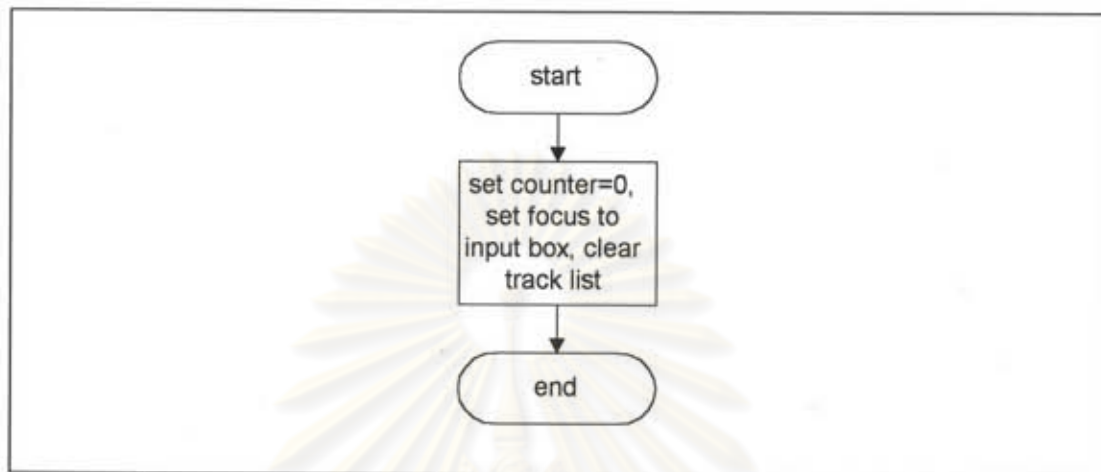 start
set counter=0,
set focus to
input box, clear
track list
end